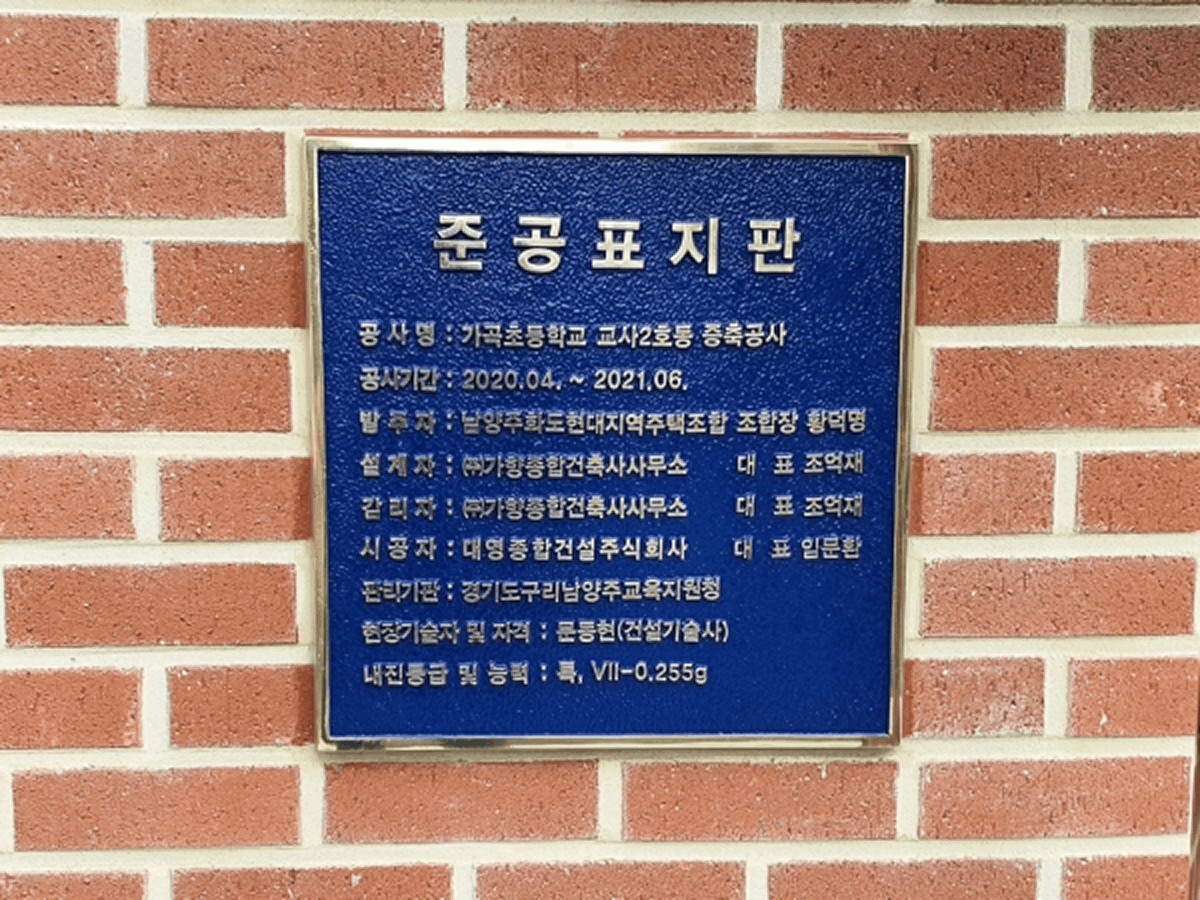 준공표지판
공 사 명 : 가곡초등학교 교사2호동 증축공사
공사기간 : 2020.04. ~ 2021.06.
발 주 자 : 남양주화도현대지역주택조합 조합장 황덕명
설 계 자 : ㈜가향종합건축사사무소 대 표 조억재
감 리 자 : ㈜가향종합건축사사무소 대 표 조억재
시 공 자 : 대영종합건설주식회사 대 표 임문환
관리기관 : 경기도구리남양주교육지원청
현장기술자 및 자격 : 문등현(건설기술사)
내진등급 및 능력 : 특, VII-0.255g